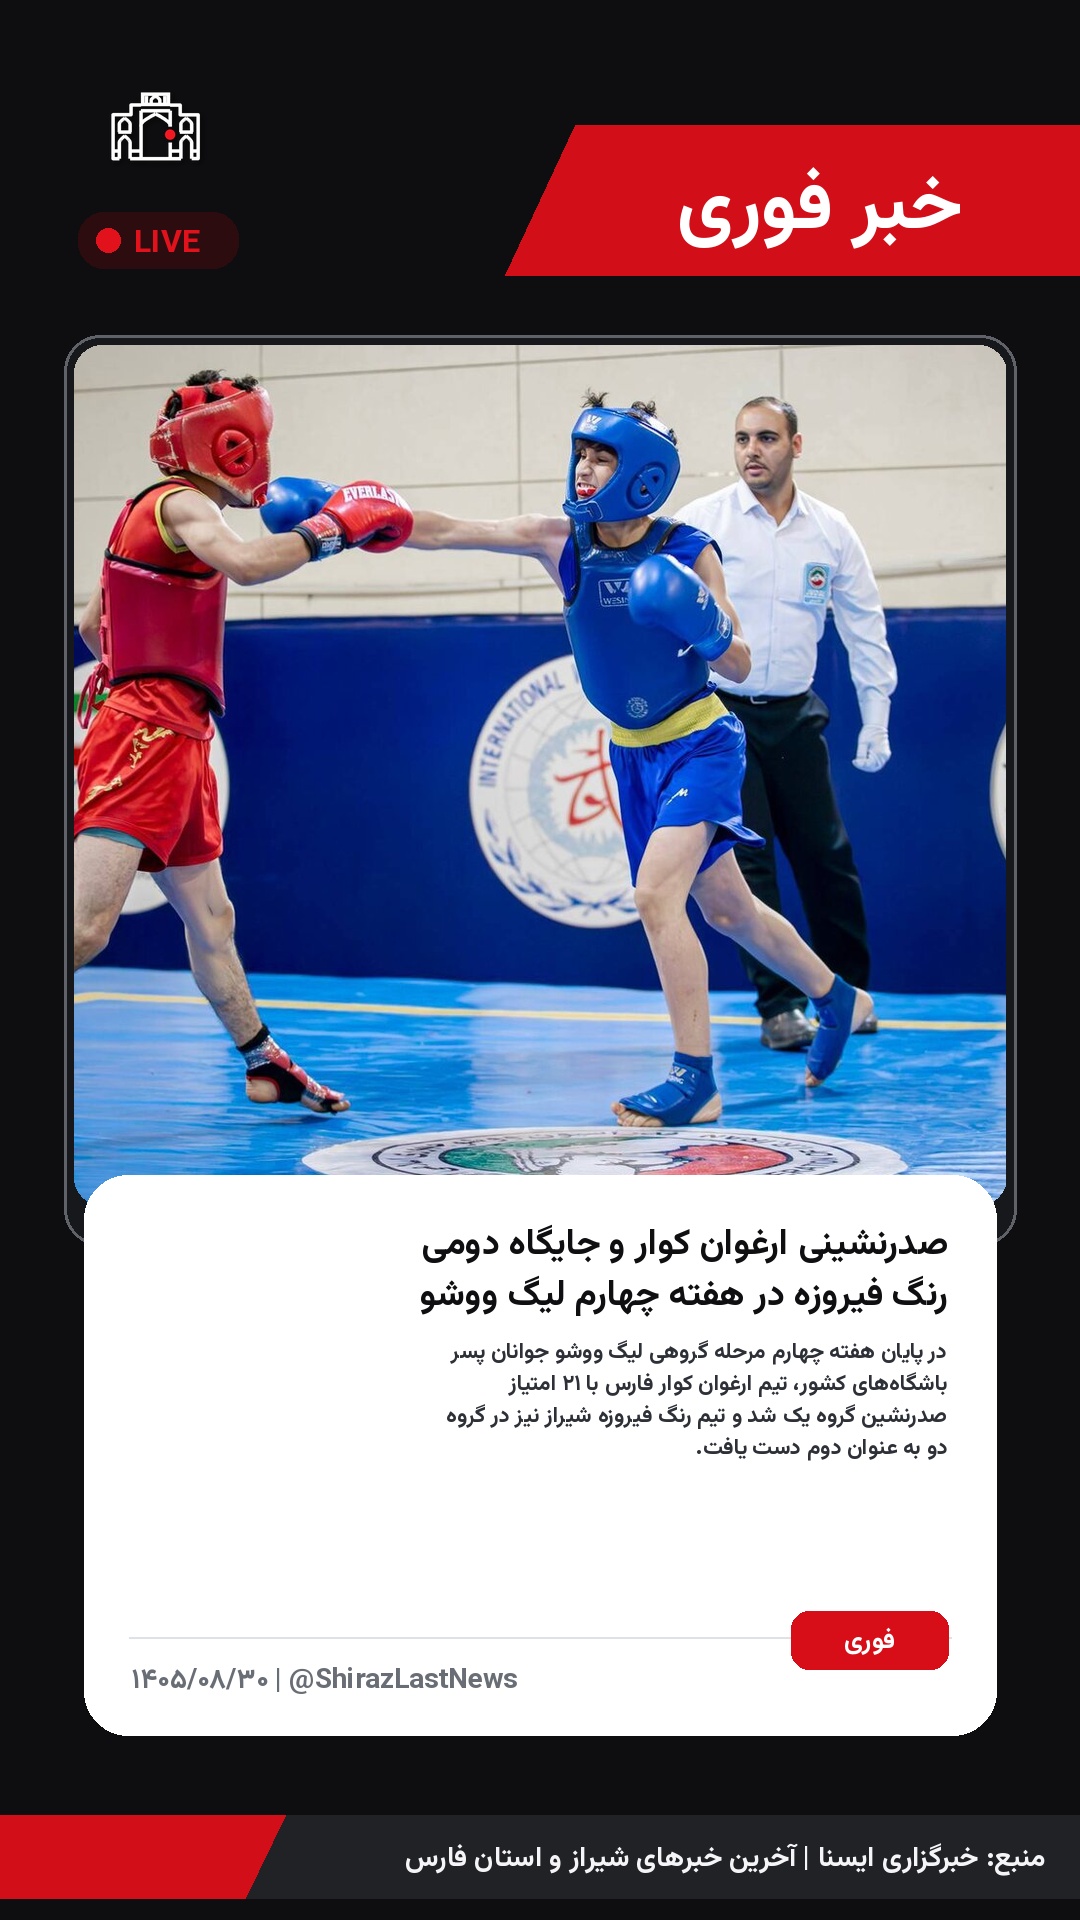 خبر فوری
LIVE
EVERLAST
INTERNATIONAL
صدرنشینی ارغوان کوار و جایگاه دومی
رنگ فیروزه در هفته چهارم لیگ ووشو
در پایان هفته چهارم مرحله گروهی لیگ ووشو جوانان پسر
باشگاه‌های کشور، تیم ارغوان کوار فارس با ۲۱ امتیاز
صدرنشین گروه یک شد و تیم رنگ فیروزه شیراز نیز در گروه
دو به عنوان دوم دست یافت.
فوری
۱۴۰۵/۰۸/۳۰ | @ShirazLastNews
منبع: خبرگزاری ایسنا | آخرین خبرهای شیراز و استان فارس